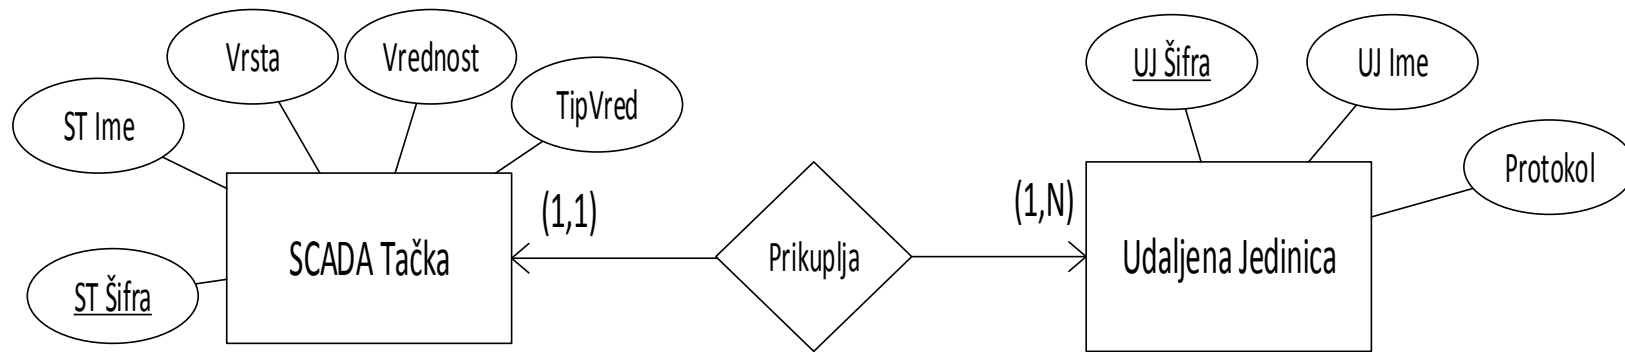 Vrsta
Vrednost
TipVred
ST Ime
ST Šifra
SCADA Tačka
(1,1)
Prikuplja
(1,N)
UJ Šifra
UJ Ime
Protokol
Udaljena Jedinica